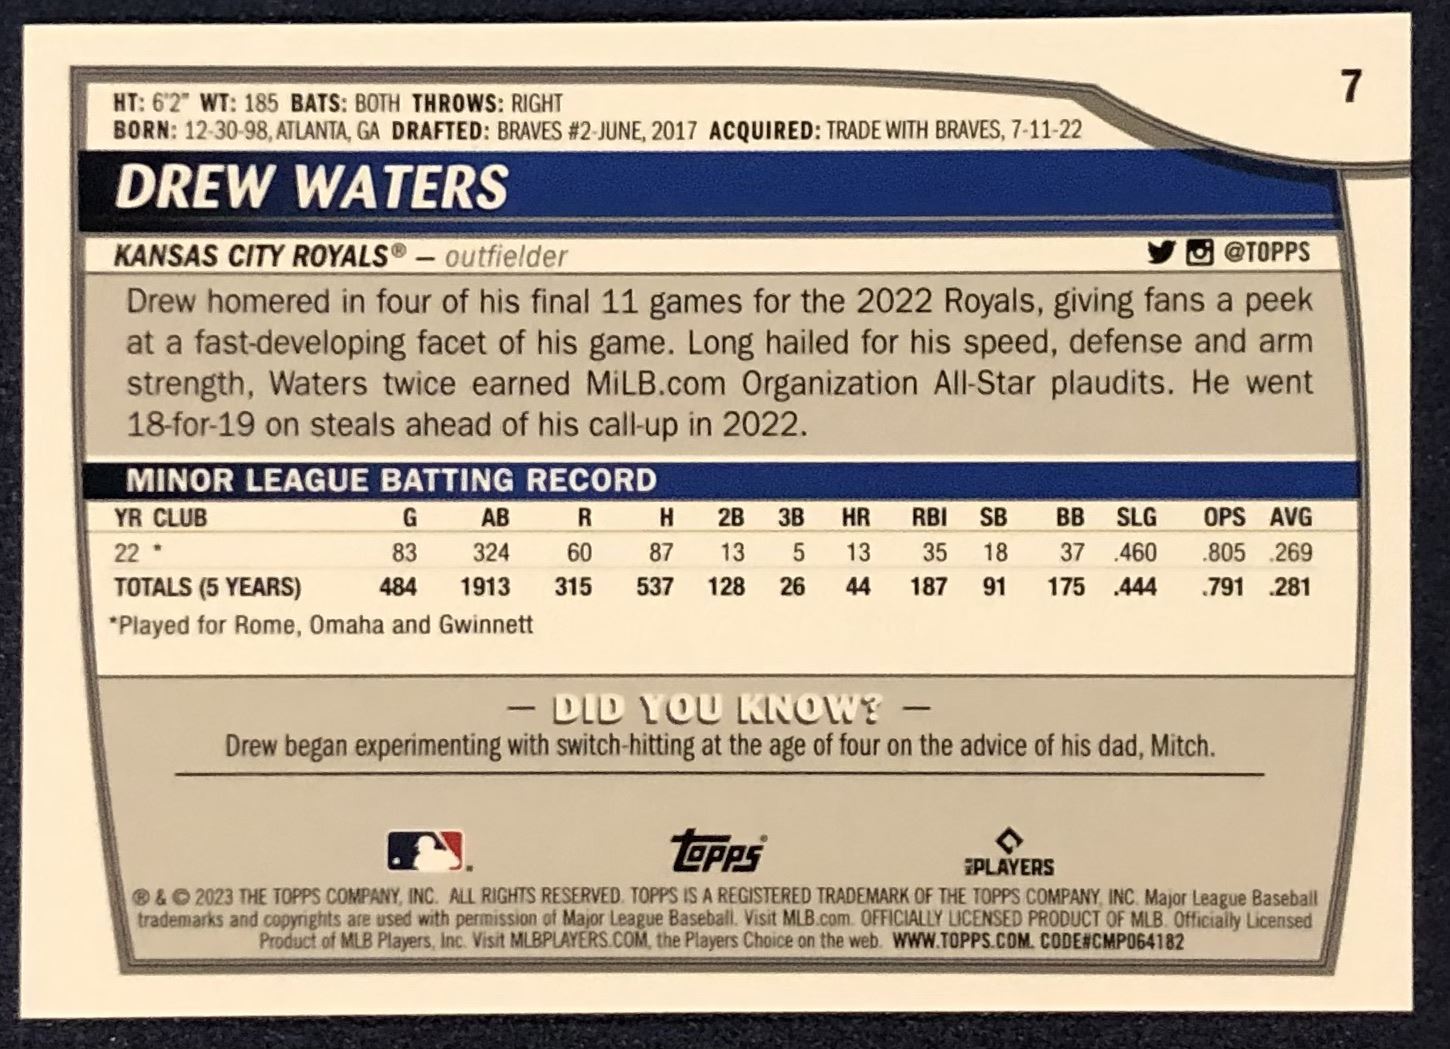 7
HT: 6'2" WT: 185 BATS: BOTH THROWS: RIGHT
BORN: 12-30-98, ATLANTA, GA DRAFTED: BRAVES #2-JUNE, 2017 ACQUIRED: TRADE WITH BRAVES, 7-11-22
DREW WATERS
KANSAS CITY ROYALS® – outfielder @TOPPS
Drew homered in four of his final 11 games for the 2022 Royals, giving fans a peek
at a fast-developing facet of his game. Long hailed for his speed, defense and arm
strength, Waters twice earned MiLB.com Organization All-Star plaudits. He went
18-for-19 on steals ahead of his call-up in 2022.
MINOR LEAGUE BATTING RECORD
YR CLUB G AB R H 2B 3B HR RBI SB BB SLG OPS AVG
22 * 83 324 60 87 13 5 13 35 18 37 .460 .805 .269
TOTALS (5 YEARS) 484 1913 315 537 128 26 44 187 91 175 .444 .791 .281
*Played for Rome, Omaha and Gwinnett
— DID YOU KNOW? —
Drew began experimenting with switch-hitting at the age of four on the advice of his dad, Mitch.
Topps®
PLAYERS
® & © 2023 THE TOPPS COMPANY, INC. ALL RIGHTS RESERVED. TOPPS IS A REGISTERED TRADEMARK OF THE TOPPS COMPANY, INC. Major League Baseball
trademarks and copyrights are used with permission of Major League Baseball. Visit MLB.com. OFFICIALLY LICENSED PRODUCT OF MLB. Officially Licensed
Product of MLB Players, Inc. Visit MLBPLAYERS.COM, the Players Choice on the web. WWW.TOPPS.COM. CODE#CMP064182